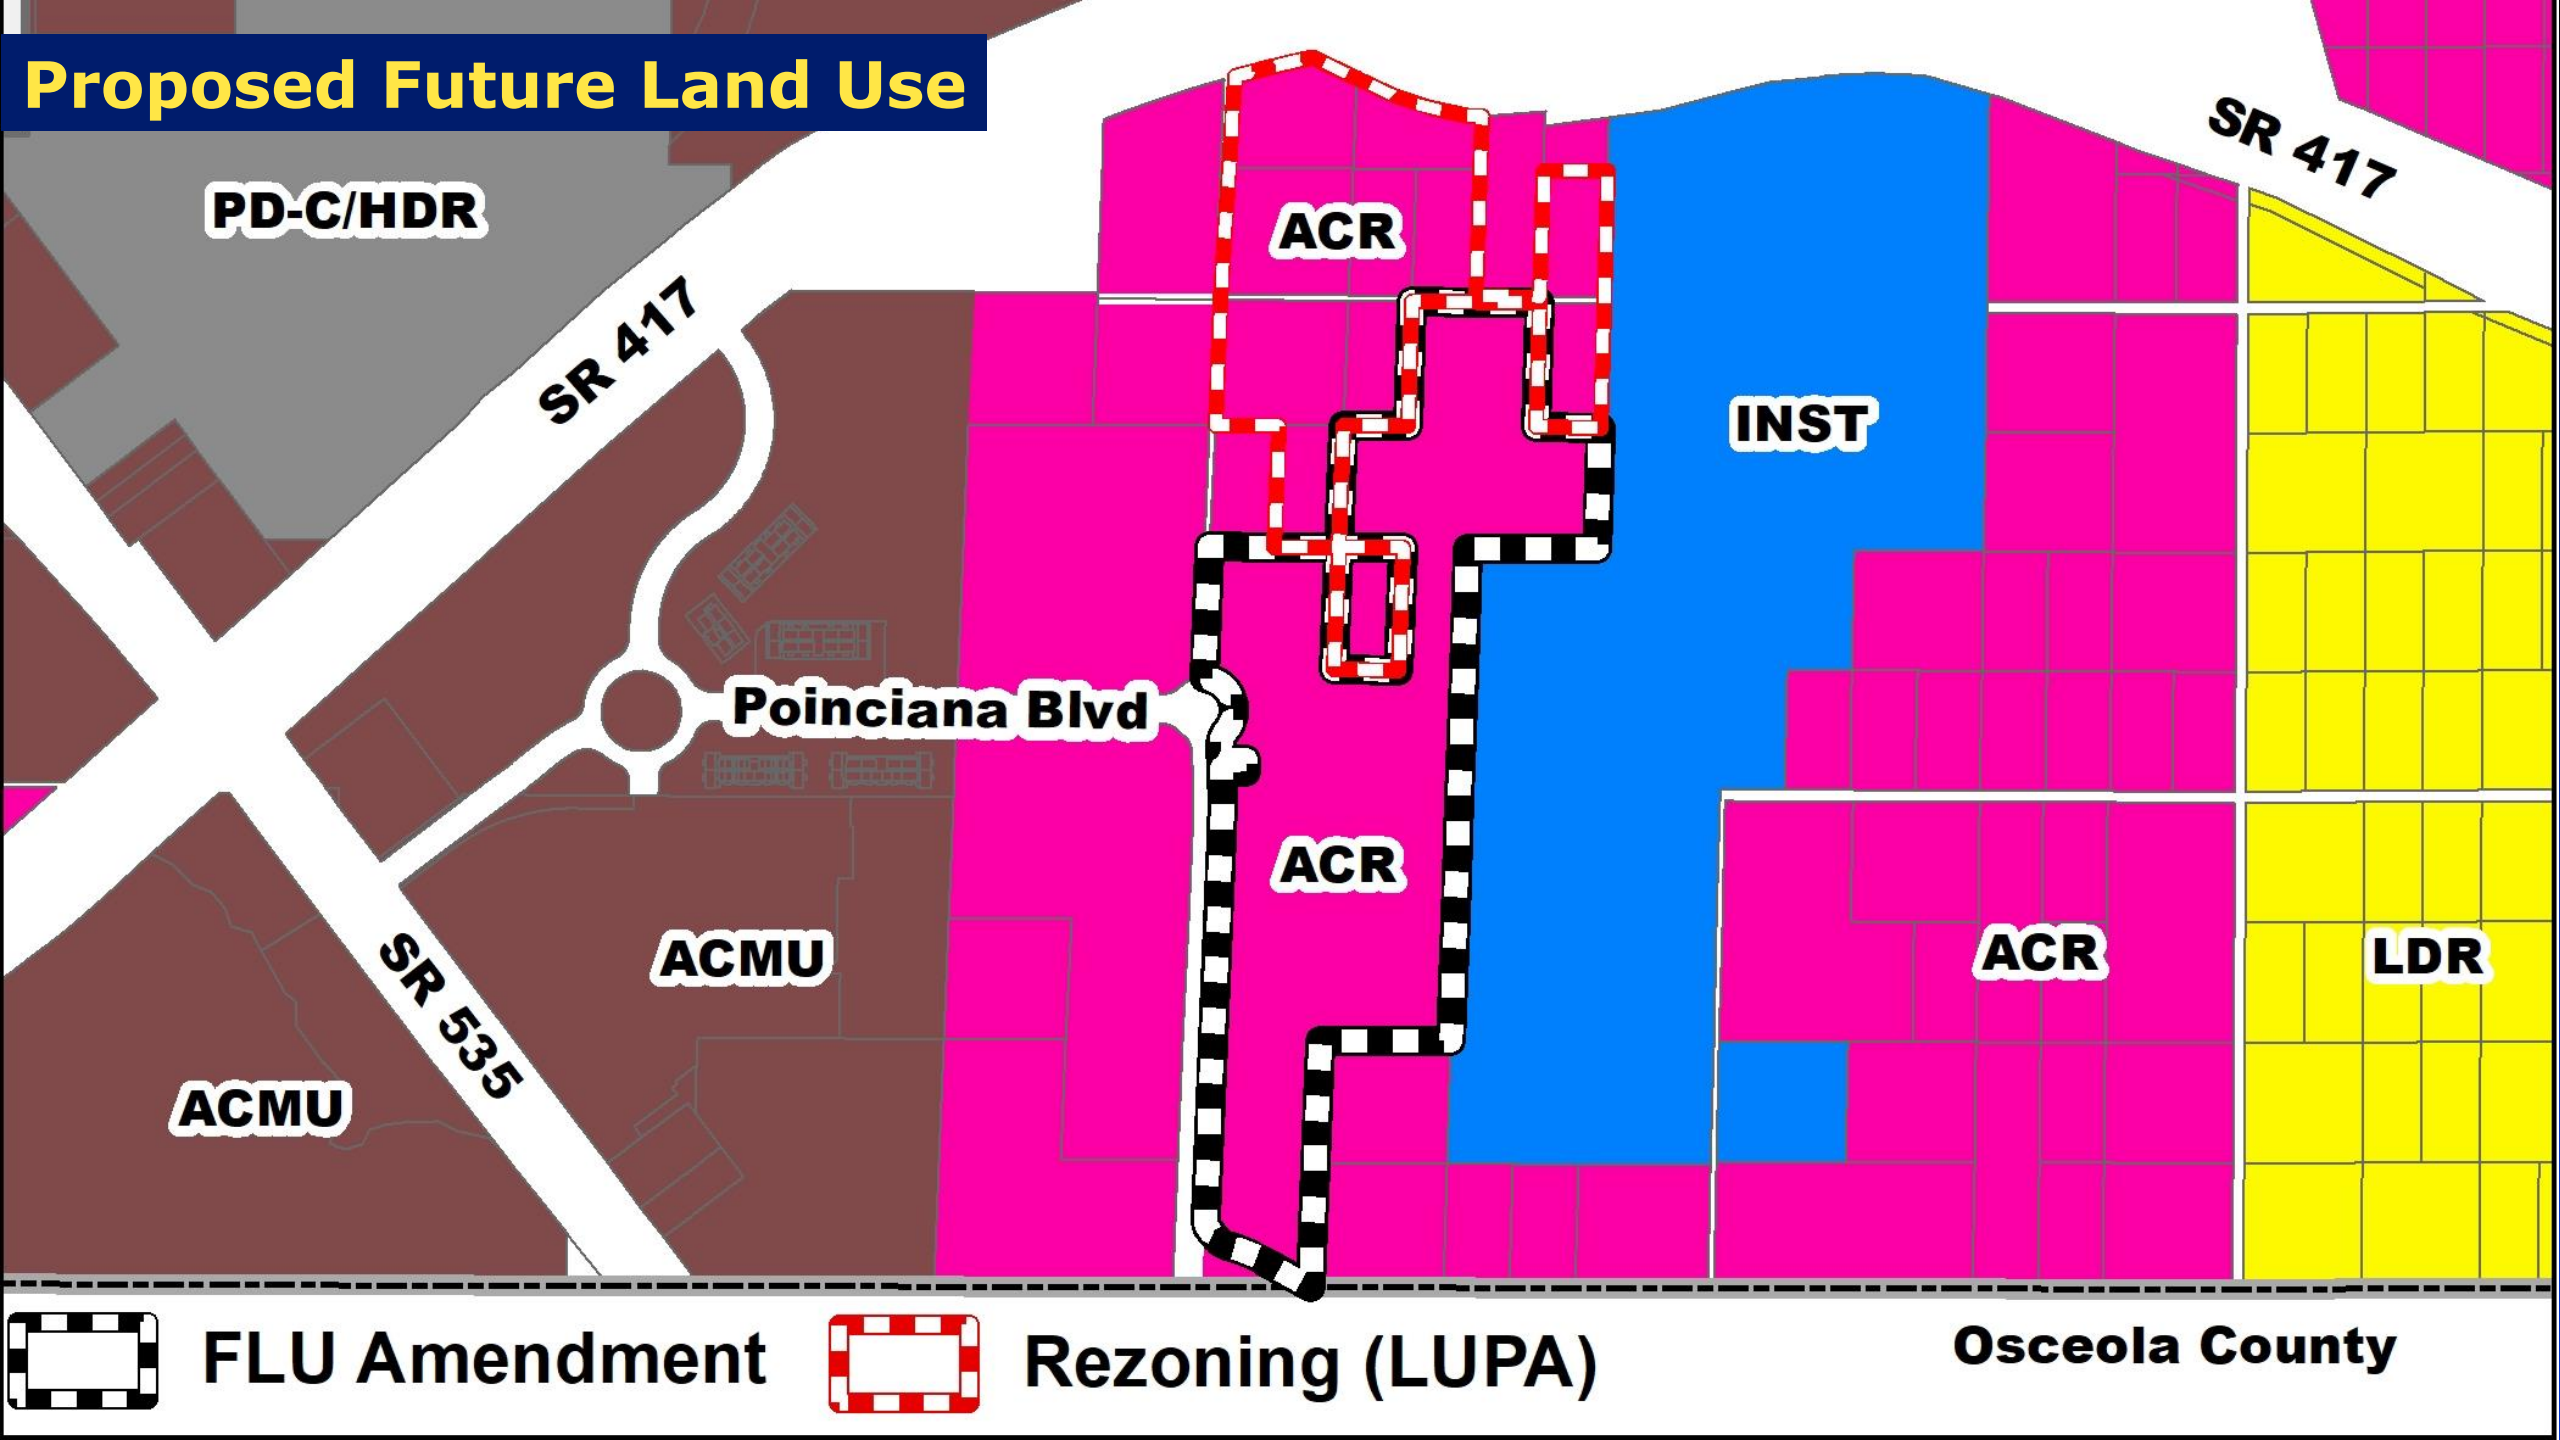 Proposed Future Land Use
SR 417
PD-C/HDR
ACR
SR 417
INST
Poinciana Blvd
ACR
ACMU
ACR
LDR
SR 535
ACMU
FLU Amendment
Rezoning (LUPA)
Osceola County